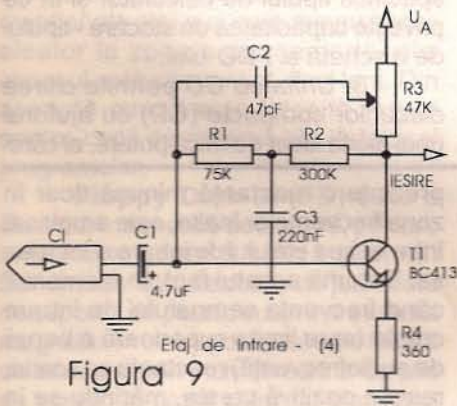 U_A
C2
47pF
R3
47K
R1
75K
R2
300K
IESIRE
C3
220nF
CI
C1
+
4,7uF
T1
BC413
R4
360
Etaj de Intrare - [4]
Figura 9